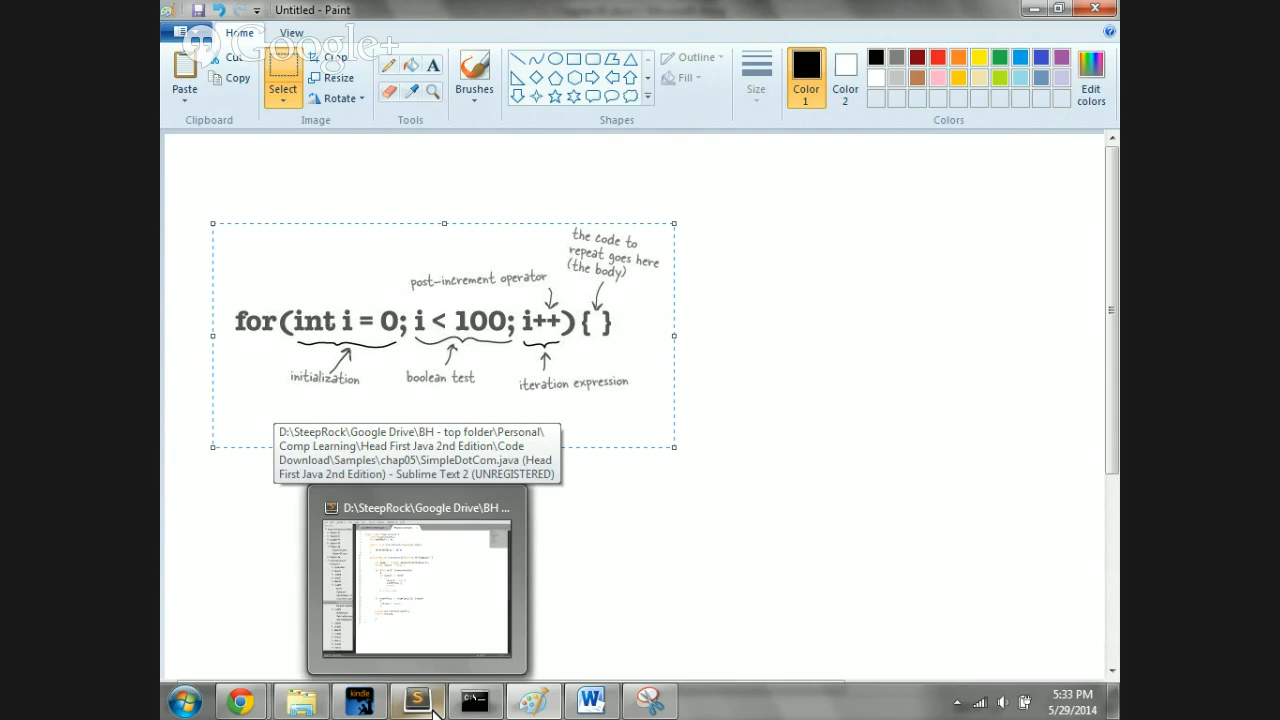 Untitled - Paint
Google+
Home
View
Paste
Cut
Copy
Clipboard
Select
Crop
Resize
Rotate
Image
Tools
Brushes
Shapes
Outline
Fill
Size
Color
1
Color
2
Edit
colors
Colors
the code to
repeat goes here
(the body)
post-increment operator
for(int i = 0; i < 100; i++){ }
initialization
boolean test
iteration expression
D:\SteepRock\Google Drive\BH - top folder\Personal\
Comp Learning\Head First Java 2nd Edition\Code
Download\Samples\chap05\SimpleDotCom.java (Head
First Java 2nd Edition) - Sublime Text 2 (UNREGISTERED)
D:\SteepRock\Google Drive\BH ...
kindle
5:33 PM
5/29/2014